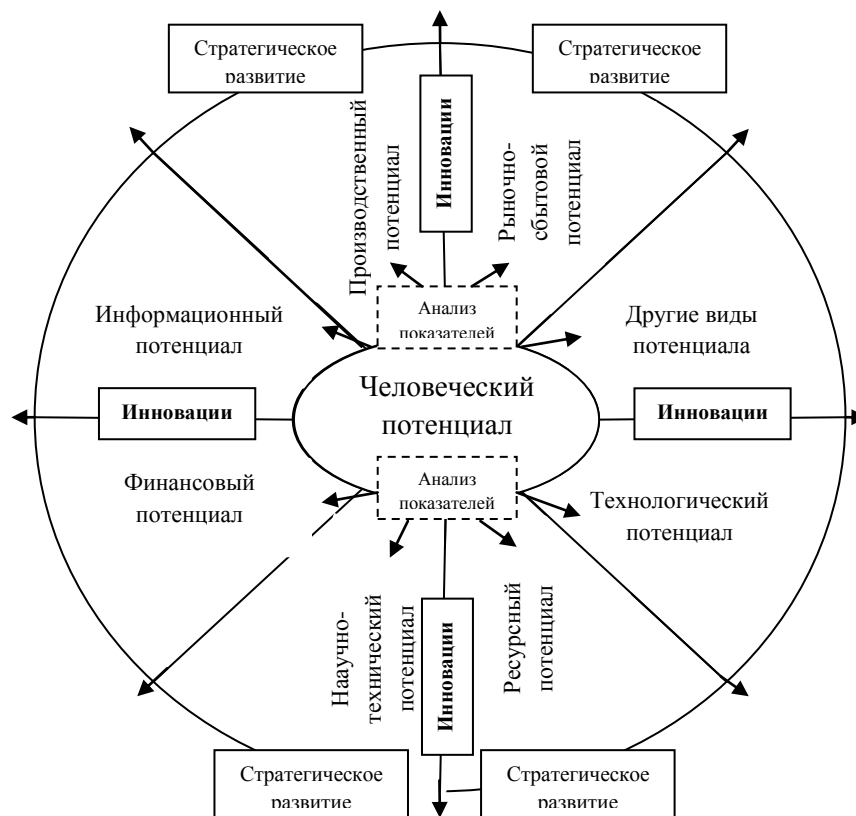 Стратегическое
развитие
Стратегическое
развитие
Производственный
потенциал
Инновации
Рыночно-
сбытовой
потенциал
Анализ
показателей
Информационный
потенциал
Другие виды
потенциала
Инновации
Человеческий
потенциал
Инновации
Финансовый
потенциал
Анализ
показателей
Технологический
потенциал
Нааучно-
технический
потенциал
Инновации
Ресурсный
потенциал
Стратегическое
развитие
Стратегическое
развитие